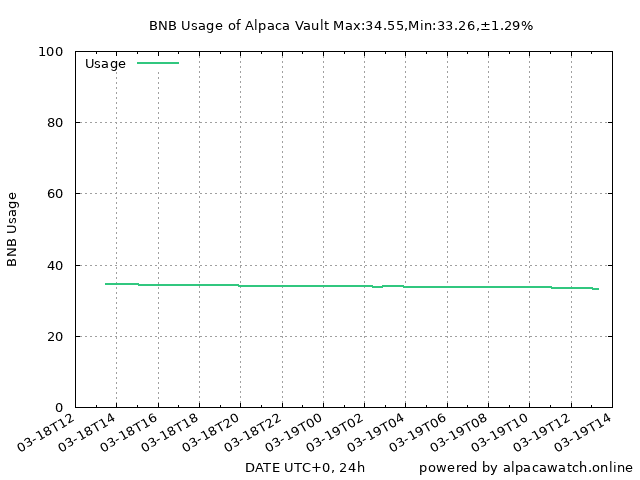 BNB Usage of Alpaca Vault Max:34.55,Min:33.26,±1.29%
Usage
100
80
60
40
20
0
BNB Usage
03-18T12
03-18T14
03-18T16
03-18T18
03-18T20
03-18T22
03-19T00
03-19T02
03-19T04
03-19T06
03-19T08
03-19T10
03-19T12
03-19T14
DATE UTC+0, 24h
powered by alpacawatch.online